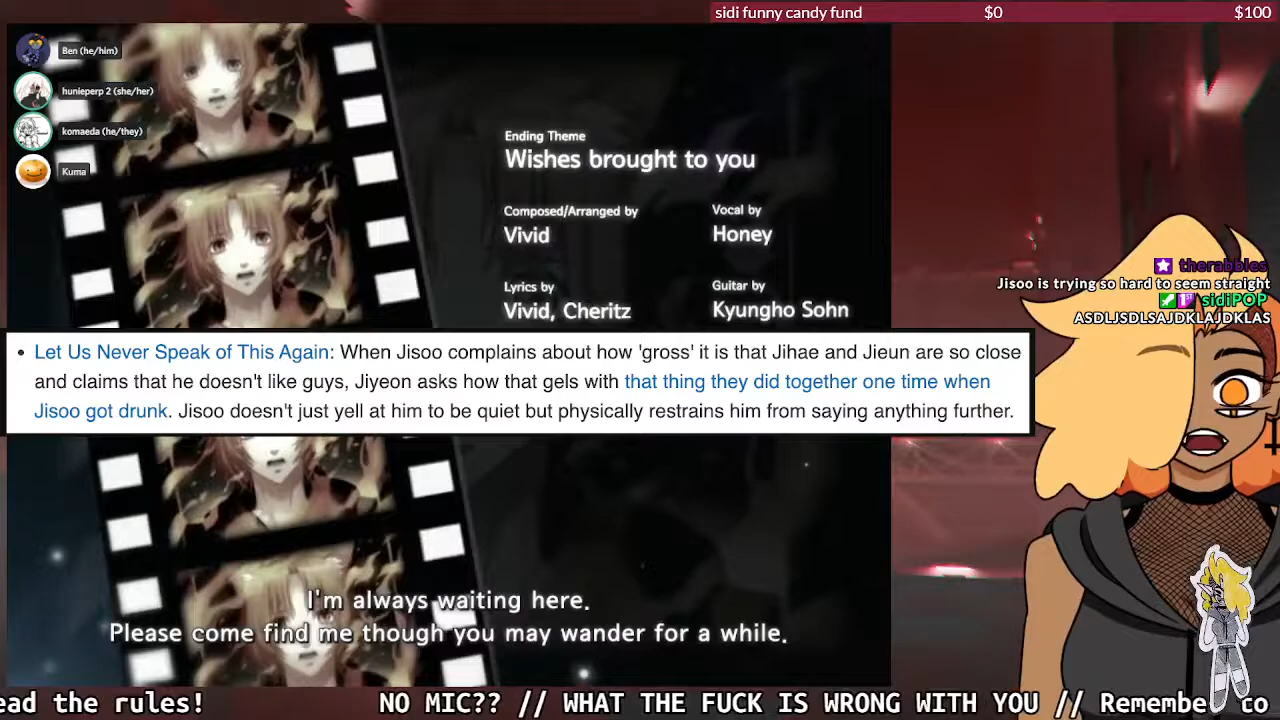 sidi funny candy fund $0 $100
Ben (he/him)
hunieperp 2 (she/her)
komaeda (he/they)
Kuma
Ending Theme
Wishes brought to you
Composed/Arranged by
Vivid
Vocal by
Honey
Lyrics by
Vivid, Cheritz
Guitar by
Kyungho Sohn
therabbles
Jisoo is trying so hard to seem straight
sidiPOP
ASDLJSDLSAJDKLAJDKLAS
• Let Us Never Speak of This Again: When Jisoo complains about how 'gross' it is that Jihae and Jieun are so close
and claims that he doesn't like guys, Jiyeon asks how that gels with that thing they did together one time when
Jisoo got drunk. Jisoo doesn't just yell at him to be quiet but physically restrains him from saying anything further.
I'm always waiting here.
Please come find me though you may wander for a while.
ead the rules! NO MIC?? // WHAT THE FUCK IS WRONG WITH YOU // Remembe co